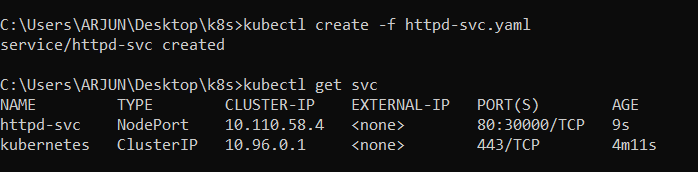 C:\Users\ARJUN\Desktop\k8s>kubectl create -f httpd-svc.yaml
service/httpd-svc created
C:\Users\ARJUN\Desktop\k8s>kubectl get svc
NAME TYPE CLUSTER-IP EXTERNAL-IP PORT(S) AGE
httpd-svc NodePort 10.110.58.4 <none> 80:30000/TCP 9s
kubernetes ClusterIP 10.96.0.1 <none> 443/TCP 4m11s